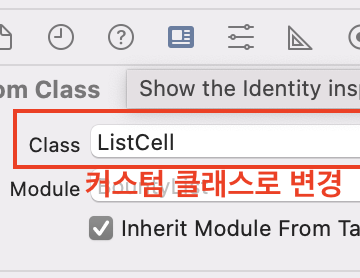 om Class
Show the Identity insp
Class ListCell
Module 커스텀 클래스로 변경
Inherit Module From Ta